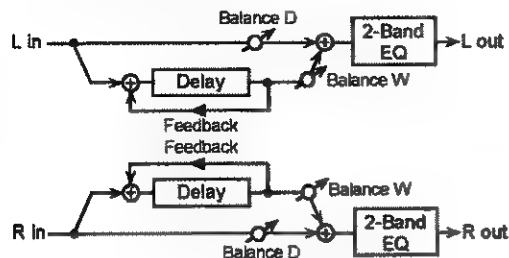 Balance D
L in
2-Band
EQ
L out
Delay
Balance W
Feedback
Feedback
Delay
Balance W
R in
Balance D
2-Band
EQ
R out